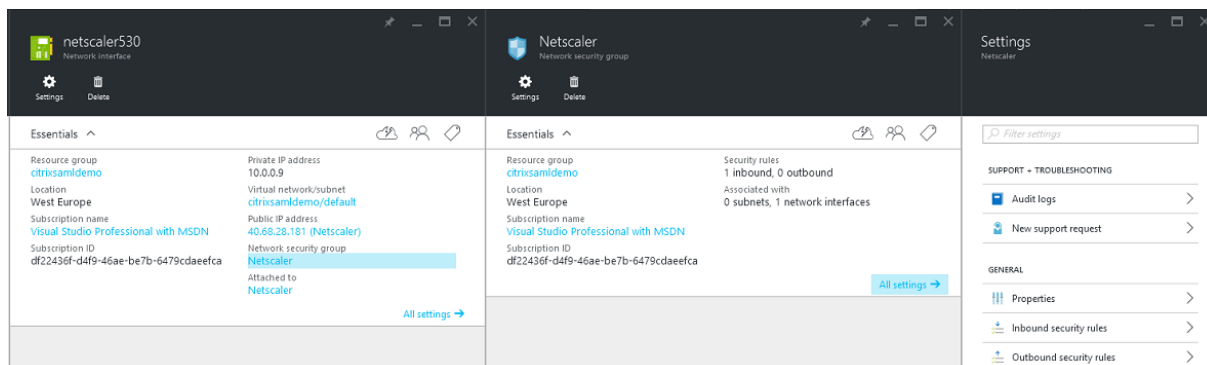 netscaler530
Network interface
Settings
Delete
Essentials
Resource group
citrixsamldemo
Location
West Europe
Subscription name
Visual Studio Professional with MSDN
Subscription ID
df22436f-d4f9-46ae-be7b-6479cdaeefca
Private IP address
10.0.0.9
Virtual network/subnet
citrixsamldemo/default
Public IP address
40.68.28.181 (Netscaler)
Network security group
Netscaler
Attached to
Netscaler
All settings →
Netscaler
Network security group
Settings
Delete
Essentials
Resource group
citrixsamldemo
Location
West Europe
Subscription name
Visual Studio Professional with MSDN
Subscription ID
df22436f-d4f9-46ae-be7b-6479cdaeefca
Security rules
1 inbound, 0 outbound
Associated with
0 subnets, 1 network interfaces
All settings →
Settings
Netscaler
Filter settings
SUPPORT + TROUBLESHOOTING
Audit logs
New support request
GENERAL
Properties
Inbound security rules
Outbound security rules